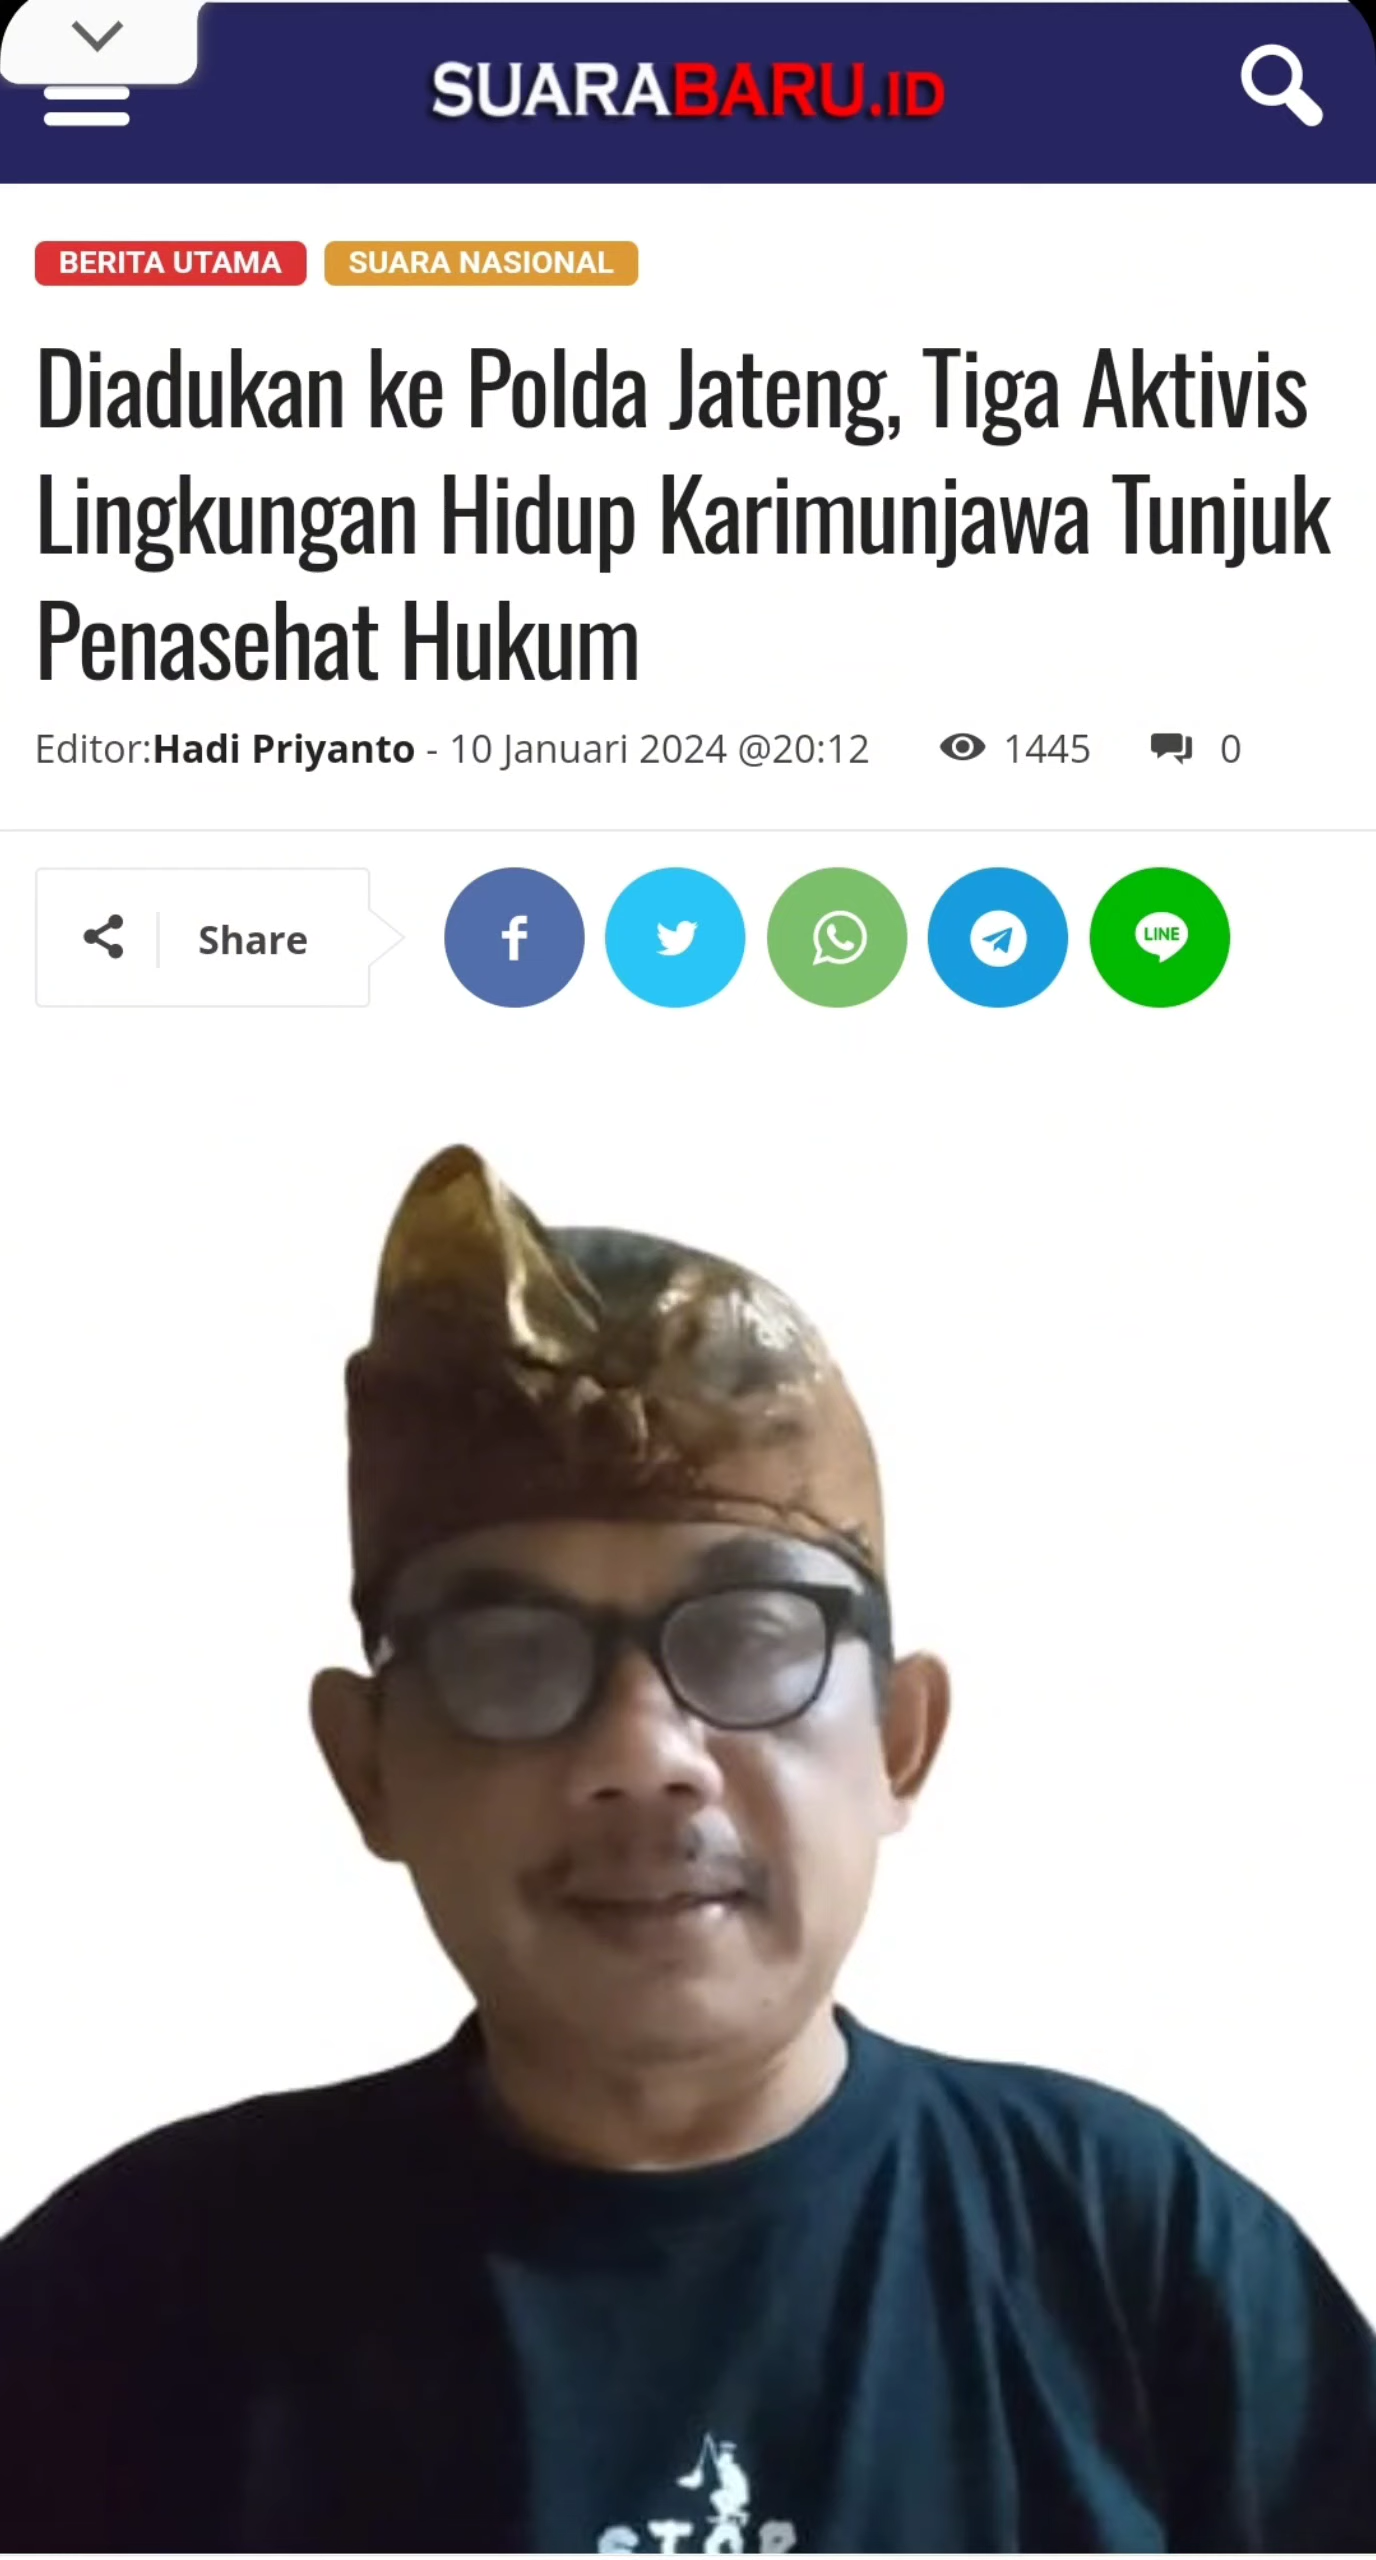 SUARABARU.ID
BERITA UTAMA SUARA NASIONAL
Diadukan ke Polda Jateng, Tiga Aktivis
Lingkungan Hidup Karimunjawa Tunjuk
Penasehat Hukum
Editor:Hadi Priyanto - 10 Januari 2024 @20:12 1445 0
Share LINE
STOP